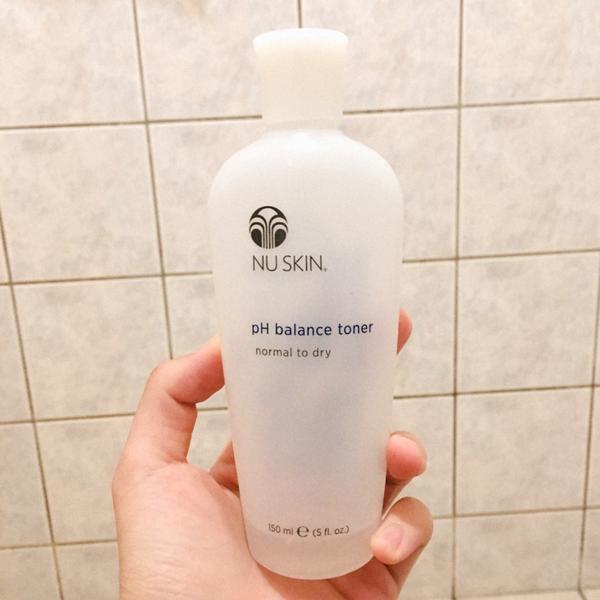 NU SKIN®
pH balance toner
normal to dry
150 ml ℮ (5 fl. oz.)